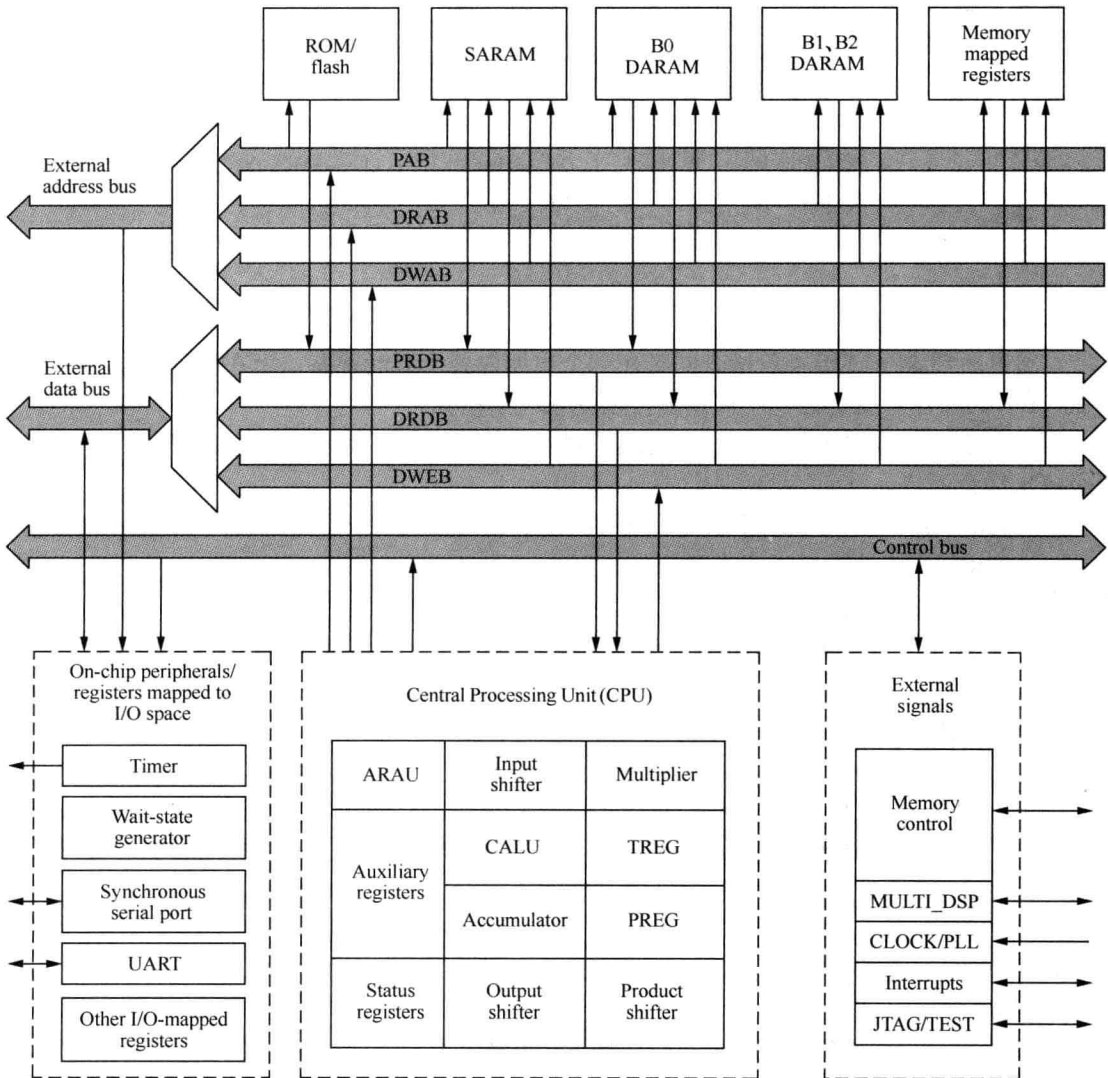 ROM/
flash
SARAM
B0
DARAM
B1、B2
DARAM
Memory
mapped
registers
External
address bus
PAB
DRAB
DWAB
External
data bus
PRDB
DRDB
DWEB
Control bus
On-chip peripherals/
registers mapped to
I/O space
Timer
Wait-state
generator
Synchronous
serial port
UART
Other I/O-mapped
registers
Central Processing Unit (CPU)
ARAU
Input
shifter
Multiplier
Auxiliary
registers
CALU
TREG
Accumulator
PREG
Status
registers
Output
shifter
Product
shifter
External
signals
Memory
control
MULTI_DSP
CLOCK/PLL
Interrupts
JTAG/TEST